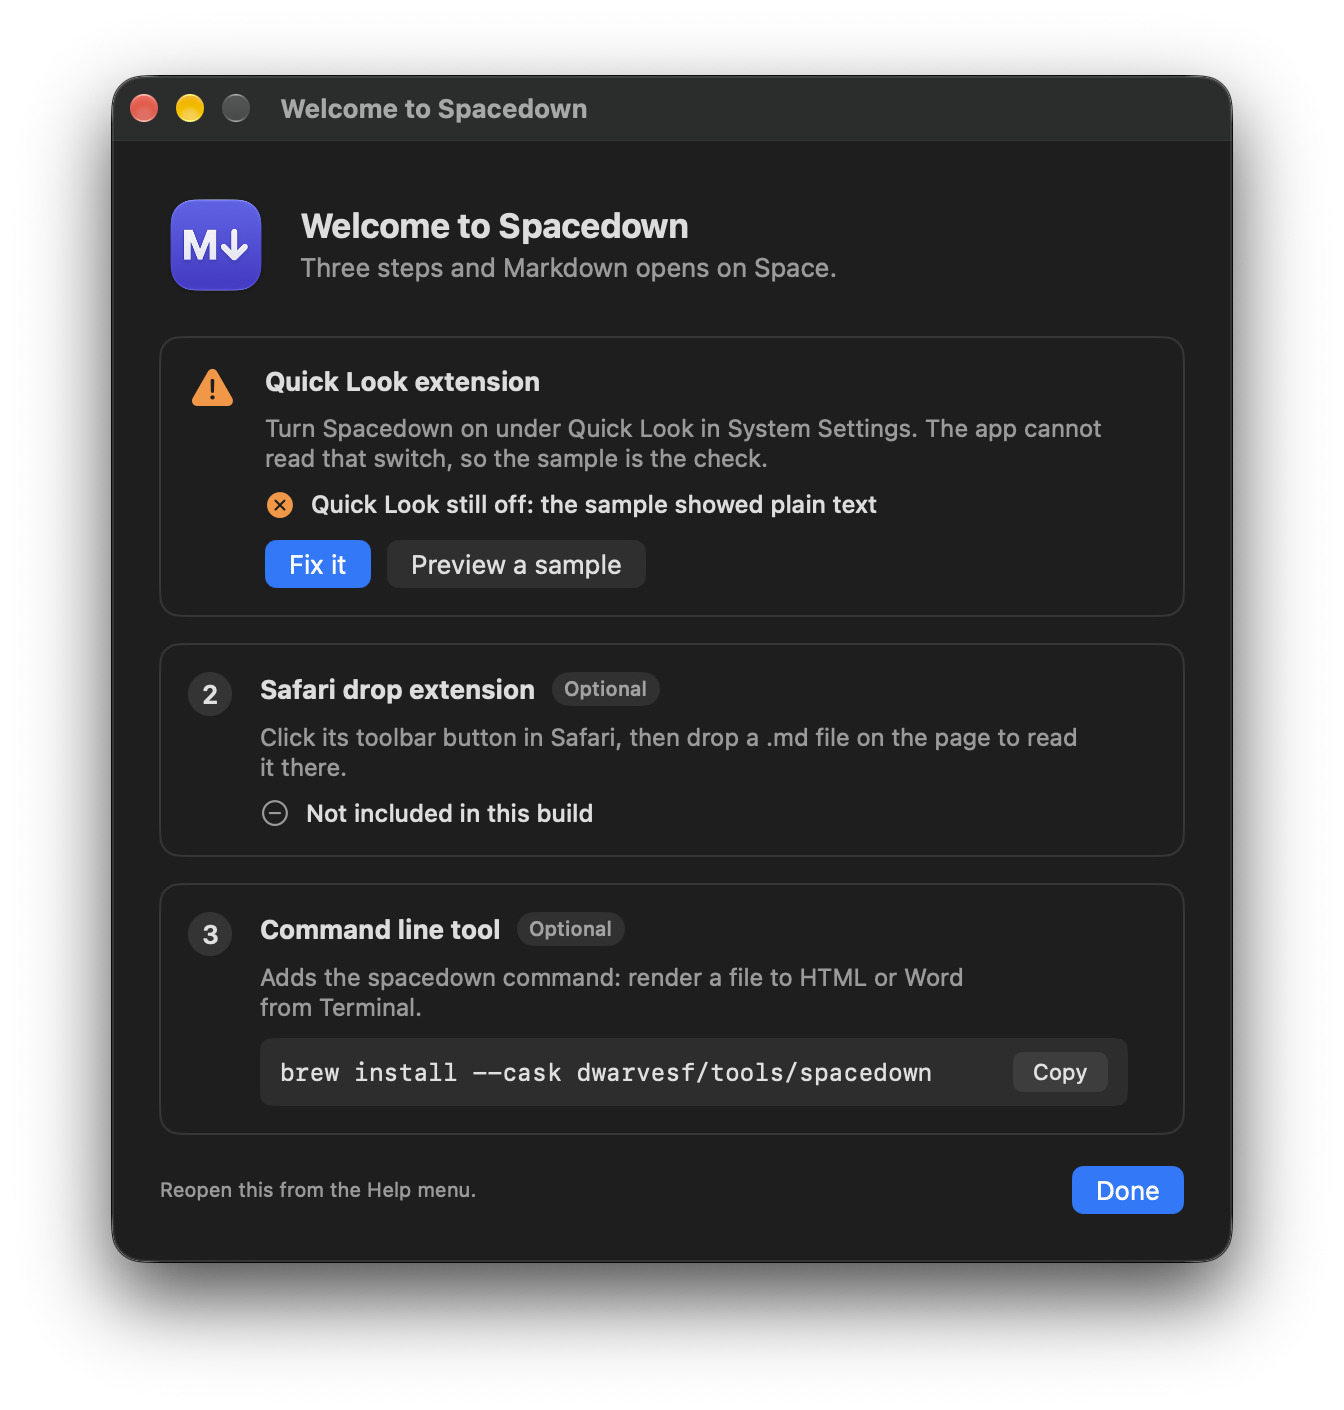 Welcome to Spacedown
M↓
Welcome to Spacedown
Three steps and Markdown opens on Space.
Quick Look extension
Turn Spacedown on under Quick Look in System Settings. The app cannot
read that switch, so the sample is the check.
Quick Look still off: the sample showed plain text
Fix it
Preview a sample
2
Safari drop extension
Optional
Click its toolbar button in Safari, then drop a .md file on the page to read
it there.
Not included in this build
3
Command line tool
Optional
Adds the spacedown command: render a file to HTML or Word
from Terminal.
brew install --cask dwarvesf/tools/spacedown
Copy
Reopen this from the Help menu.
Done